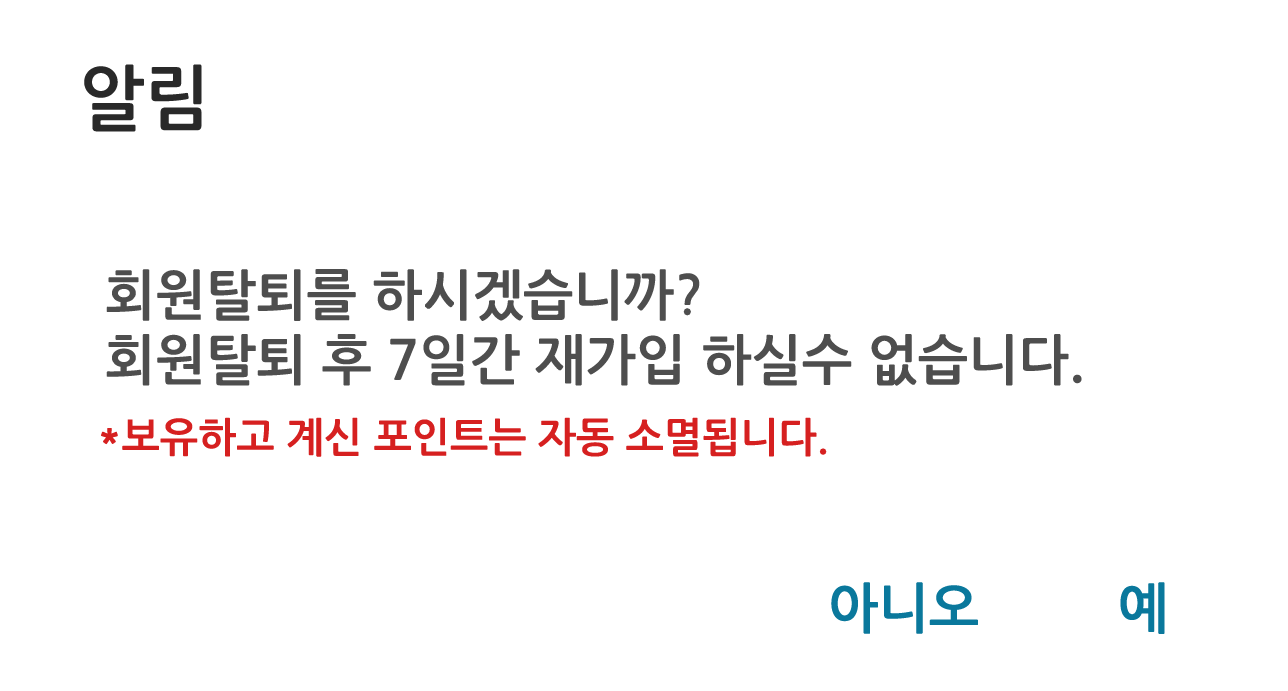 알림
회원탈퇴를 하시겠습니까?
회원탈퇴 후 7일간 재가입 하실수 없습니다.
*보유하고 계신 포인트는 자동 소멸됩니다.
아니오 예